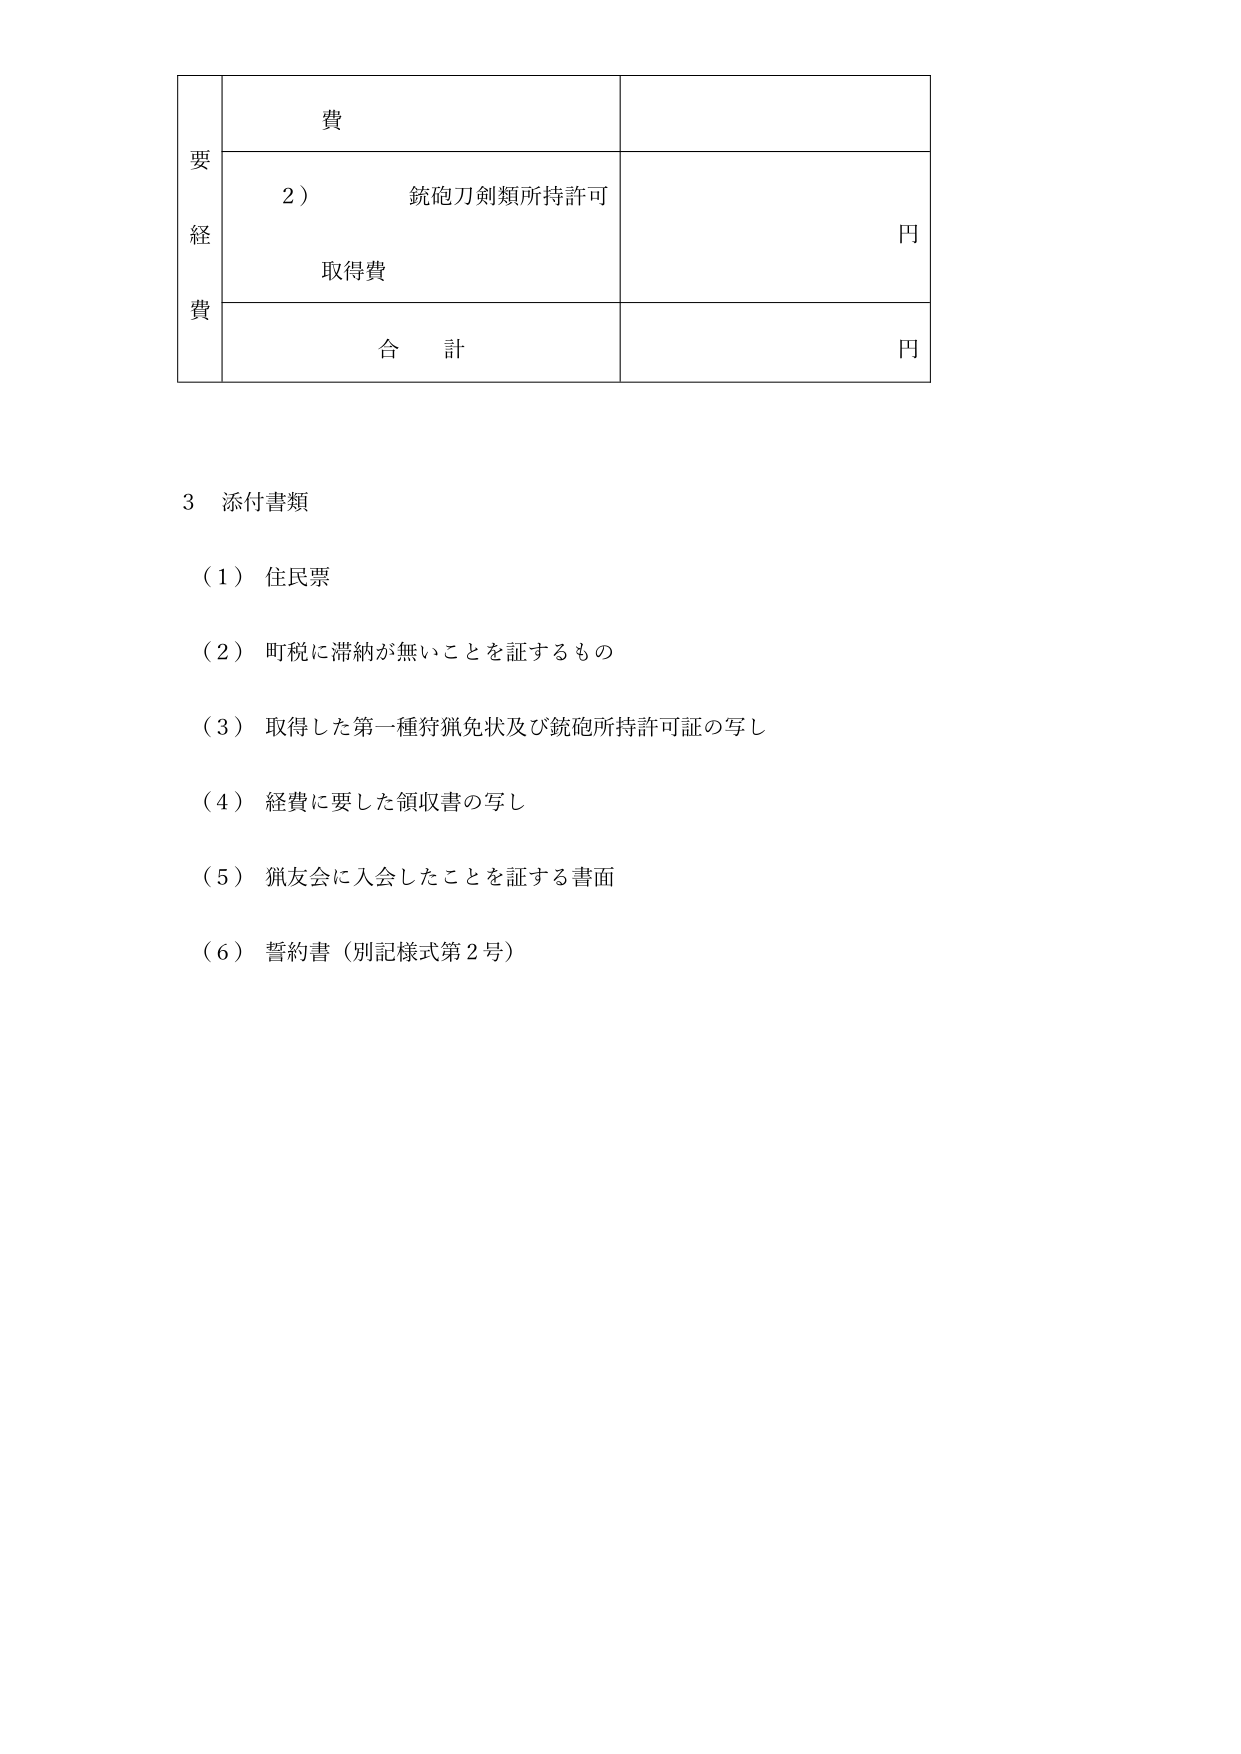 要
経
費
費
２） 銃砲刀剣類所持許可
取得費
円
合　計
円
３　添付書類
（１） 住民票
（２） 町税に滞納が無いことを証するもの
（３） 取得した第一種狩猟免状及び銃砲所持許可証の写し
（４） 経費に要した領収書の写し
（５） 猟友会に入会したことを証する書面
（６） 誓約書（別記様式第２号）